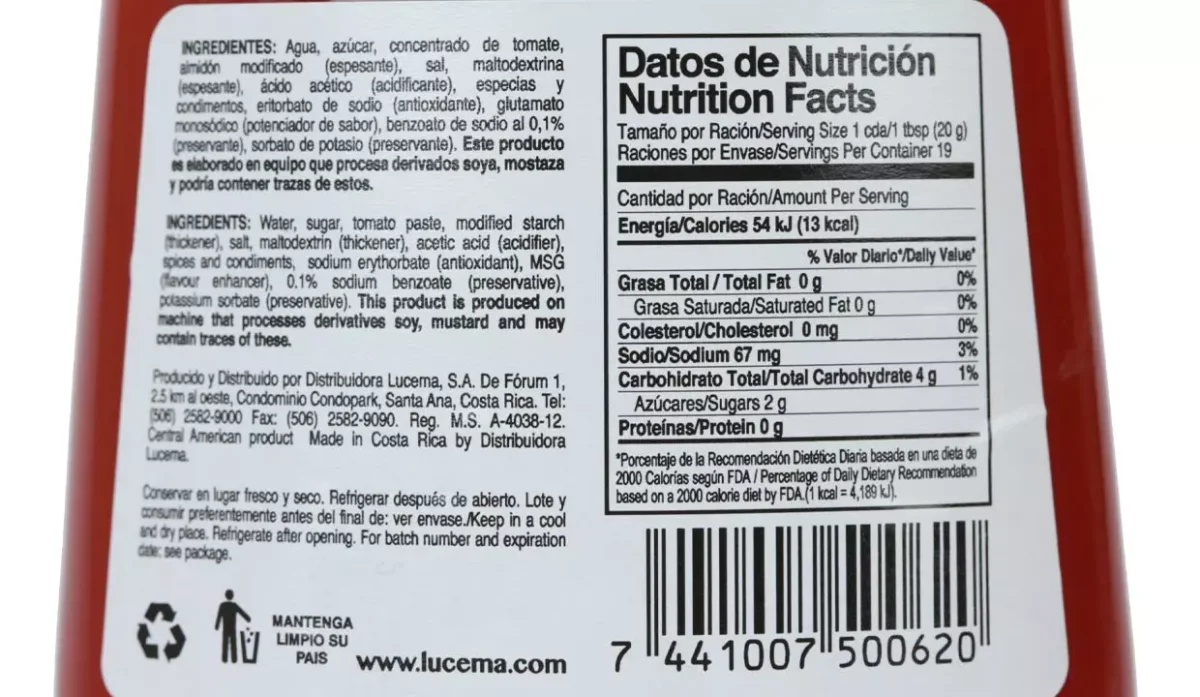 INGREDIENTES: Agua, azúcar, concentrado de tomate,
almidón modificado (espesante), sal, maltodextrina
(espesante), ácido acético (acidificante), especias y
condimentos, eritorbato de sodio (antioxidante), glutamato
monosódico (potenciador de sabor), benzoato de sodio al 0,1%
(preservante), sorbato de potasio (preservante). Este producto
es elaborado en equipo que procesa derivados soya, mostaza
y podría contener trazas de estos.
INGREDIENTS: Water, sugar, tomato paste, modified starch
(thickener), salt, maltodextrin (thickener), acetic acid (acidifier),
spices and condiments, sodium erythorbate (antioxidant), MSG
(flavour enhancer), 0.1% sodium benzoate (preservative),
potassium sorbate (preservative). This product is produced on
machine that processes derivatives soy, mustard and may
contain traces of these.
Producido y Distribuido por Distribuidora Lucema, S.A. De Fórum 1,
2.5 km al oeste, Condominio Condopark, Santa Ana, Costa Rica. Tel:
(506) 2582-9000 Fax: (506) 2582-9090. Reg. M.S. A-4038-12.
Central American product Made in Costa Rica by Distribuidora
Lucema.
Conservar en lugar fresco y seco. Refrigerar después de abierto. Lote y
consumir preferentemente antes del final de: ver envase./Keep in a cool
and dry place. Refrigerate after opening. For batch number and expiration
date: see package.
MANTENGA
LIMPIO SU
PAIS
www.lucema.com
Datos de Nutrición
Nutrition Facts
Tamaño por Ración/Serving Size 1 cda/1 tbsp (20 g)
Raciones por Envase/Servings Per Container 19
Cantidad por Ración/Amount Per Serving
Energía/Calories 54 kJ (13 kcal)
% Valor Diario*/Daily Value*
Grasa Total / Total Fat 0 g 0%
Grasa Saturada/Saturated Fat 0 g 0%
Colesterol/Cholesterol 0 mg 0%
Sodio/Sodium 67 mg 3%
Carbohidrato Total/Total Carbohydrate 4 g 1%
Azúcares/Sugars 2 g
Proteínas/Protein 0 g
*Porcentaje de la Recomendación Dietética Diaria basada en una dieta de
2000 Calorías según FDA / Percentage of Daily Dietary Recommendation
based on a 2000 calorie diet by FDA.(1 kcal = 4,189 kJ).
7 441007 500620